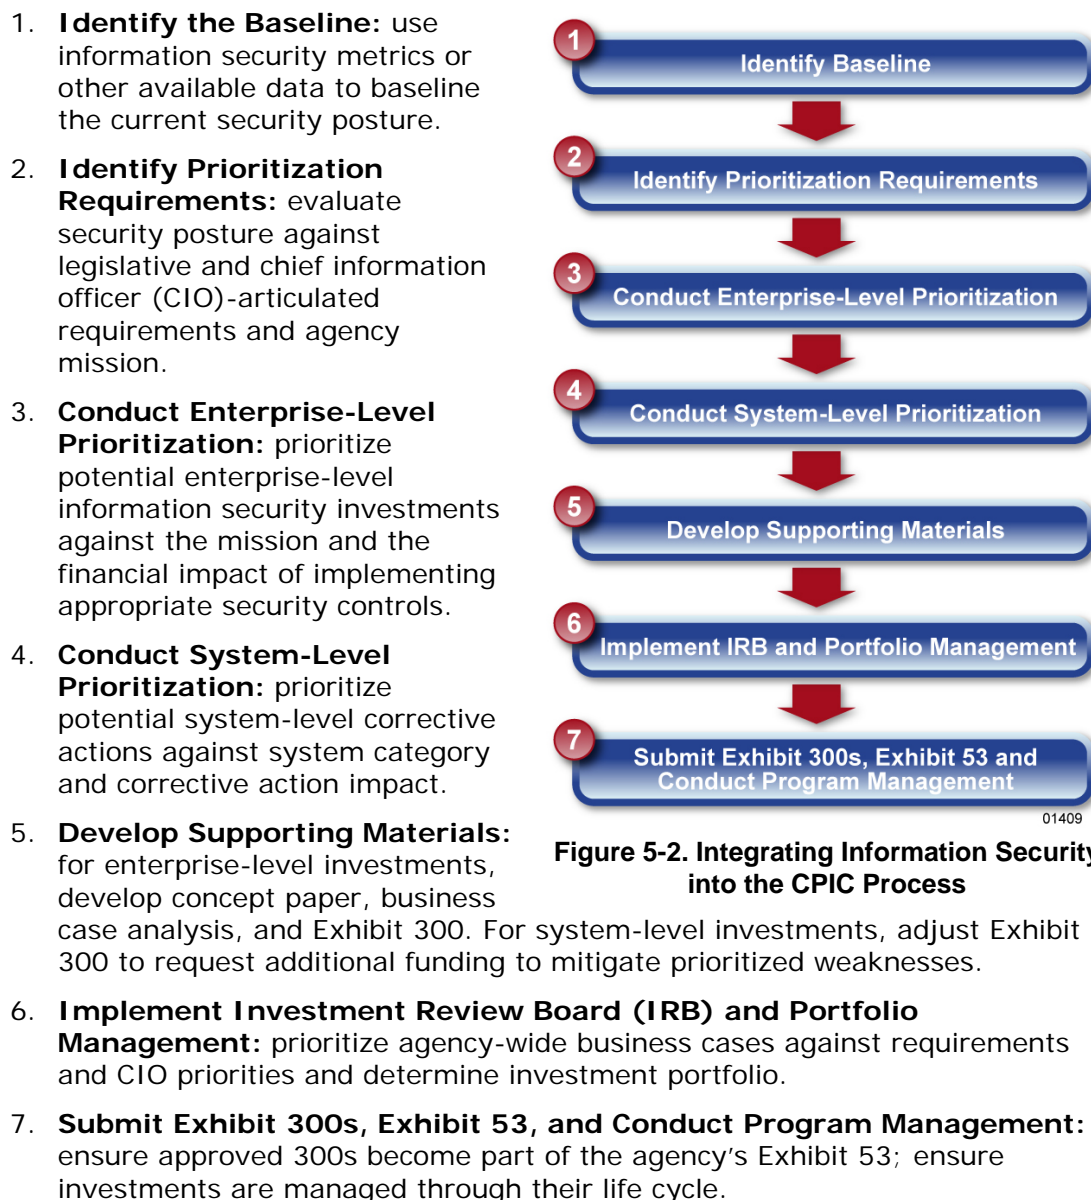 1. Identify the Baseline: use
information security metrics or
other available data to baseline
the current security posture.
2. Identify Prioritization
Requirements: evaluate
security posture against
legislative and chief information
officer (CIO)-articulated
requirements and agency
mission.
3. Conduct Enterprise-Level
Prioritization: prioritize
potential enterprise-level
information security investments
against the mission and the
financial impact of implementing
appropriate security controls.
4. Conduct System-Level
Prioritization: prioritize
potential system-level corrective
actions against system category
and corrective action impact.
5. Develop Supporting Materials:
for enterprise-level investments,
develop concept paper, business
case analysis, and Exhibit 300. For system-level investments, adjust Exhibit
300 to request additional funding to mitigate prioritized weaknesses.
6. Implement Investment Review Board (IRB) and Portfolio
Management: prioritize agency-wide business cases against requirements
and CIO priorities and determine investment portfolio.
7. Submit Exhibit 300s, Exhibit 53, and Conduct Program Management:
ensure approved 300s become part of the agency's Exhibit 53; ensure
investments are managed through their life cycle.
1
Identify Baseline
2
Identify Prioritization Requirements
3
Conduct Enterprise-Level Prioritization
4
Conduct System-Level Prioritization
5
Develop Supporting Materials
6
Implement IRB and Portfolio Management
7
Submit Exhibit 300s, Exhibit 53 and
Conduct Program Management
01409
Figure 5-2. Integrating Information Security
into the CPIC Process